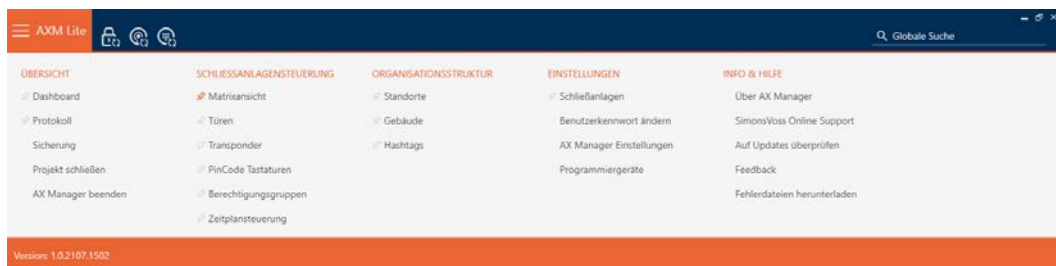 AXM Lite
Globale Suche
ÜBERSICHT
Dashboard
Protokoll
Sicherung
Projekt schließen
AX Manager beenden
SCHLIESSANLAGENSTEUERUNG
Matrixansicht
Türen
Transponder
PinCode Tastaturen
Berechtigungsgruppen
Zeitplansteuerung
ORGANISATIONSSTRUKTUR
Standorte
Gebäude
Hashtags
EINSTELLUNGEN
Schließanlagen
Benutzerkennwort ändern
AX Manager Einstellungen
Programmiergeräte
INFO & HILFE
Über AX Manager
SimonsVoss Online Support
Auf Updates überprüfen
Feedback
Fehlerdateien herunterladen
Version: 1.0.2107.1502